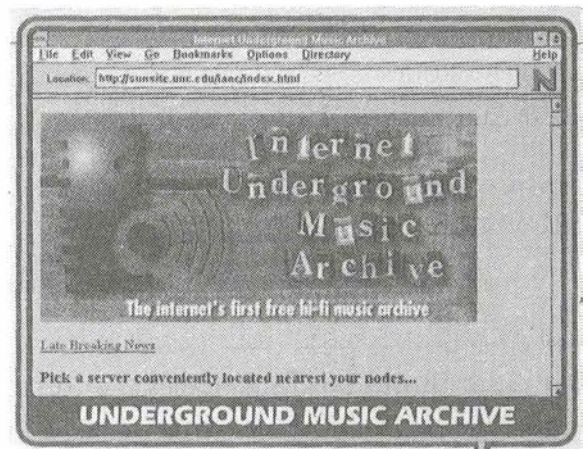 Internet Underground Music Archive
File Edit View Go Bookmarks Options Directory Help
Location: http://sunsite.unc.edu/ianc/index.html
N
Internet
Underground
Music
Archive
The internet's first free hi-fi music archive
Late Breaking News
Pick a server conveniently located nearest your nodes...
UNDERGROUND MUSIC ARCHIVE